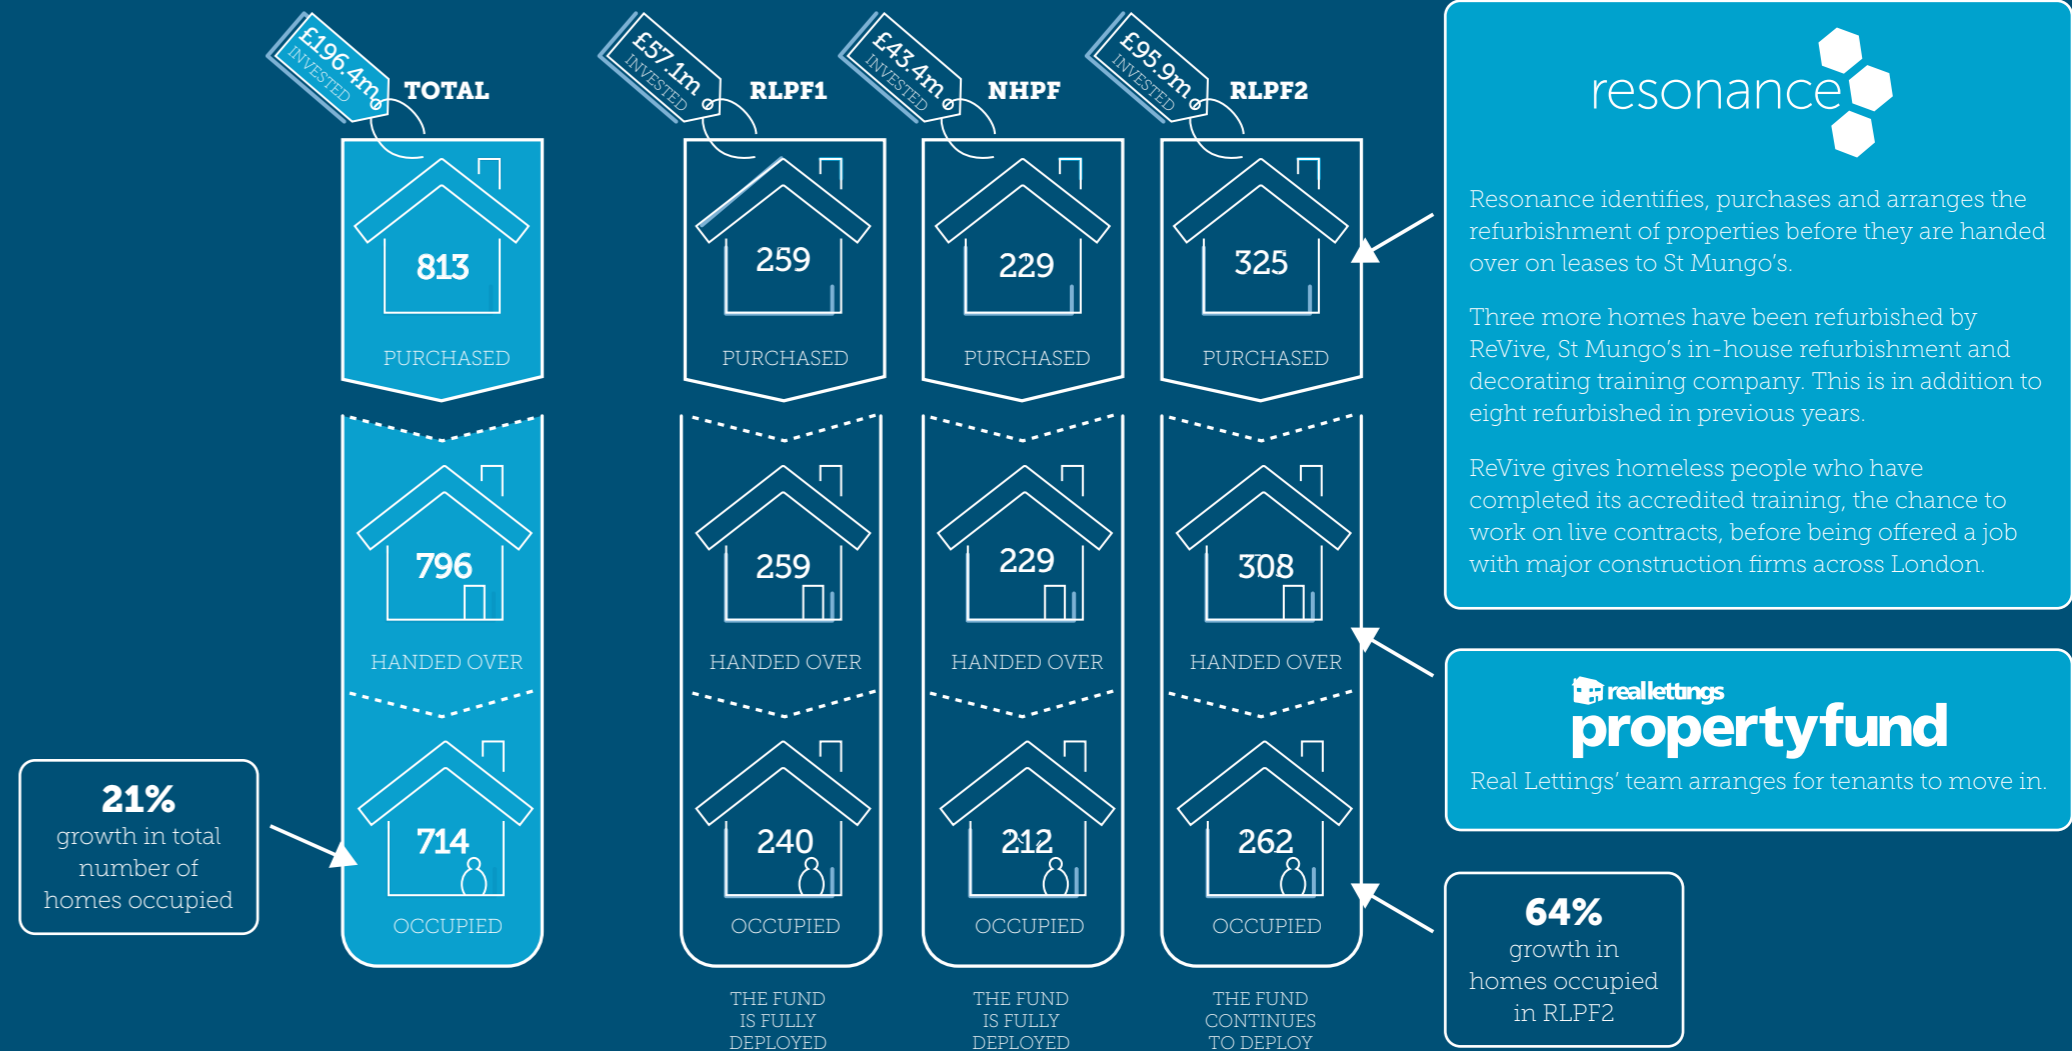 £196.4m
INVESTED
TOTAL
813
PURCHASED
796
HANDED OVER
714
OCCUPIED
21%
growth in total
number of
homes occupied
£57.1m
INVESTED
RLPF1
259
PURCHASED
259
HANDED OVER
240
OCCUPIED
THE FUND
IS FULLY
DEPLOYED
£43.4m
INVESTED
NHPF
229
PURCHASED
229
HANDED OVER
212
OCCUPIED
THE FUND
IS FULLY
DEPLOYED
£95.9m
INVESTED
RLPF2
325
PURCHASED
308
HANDED OVER
262
OCCUPIED
THE FUND
CONTINUES
TO DEPLOY
resonance
Resonance identifies, purchases and arranges the
refurbishment of properties before they are handed
over on leases to St Mungo’s.
Three more homes have been refurbished by
ReVive, St Mungo’s in-house refurbishment and
decorating training company. This is in addition to
eight refurbished in previous years.
ReVive gives homeless people who have
completed its accredited training, the chance to
work on live contracts, before being offered a job
with major construction firms across London.
reallettings
propertyfund
Real Lettings’ team arranges for tenants to move in.
64%
growth in
homes occupied
in RLPF2